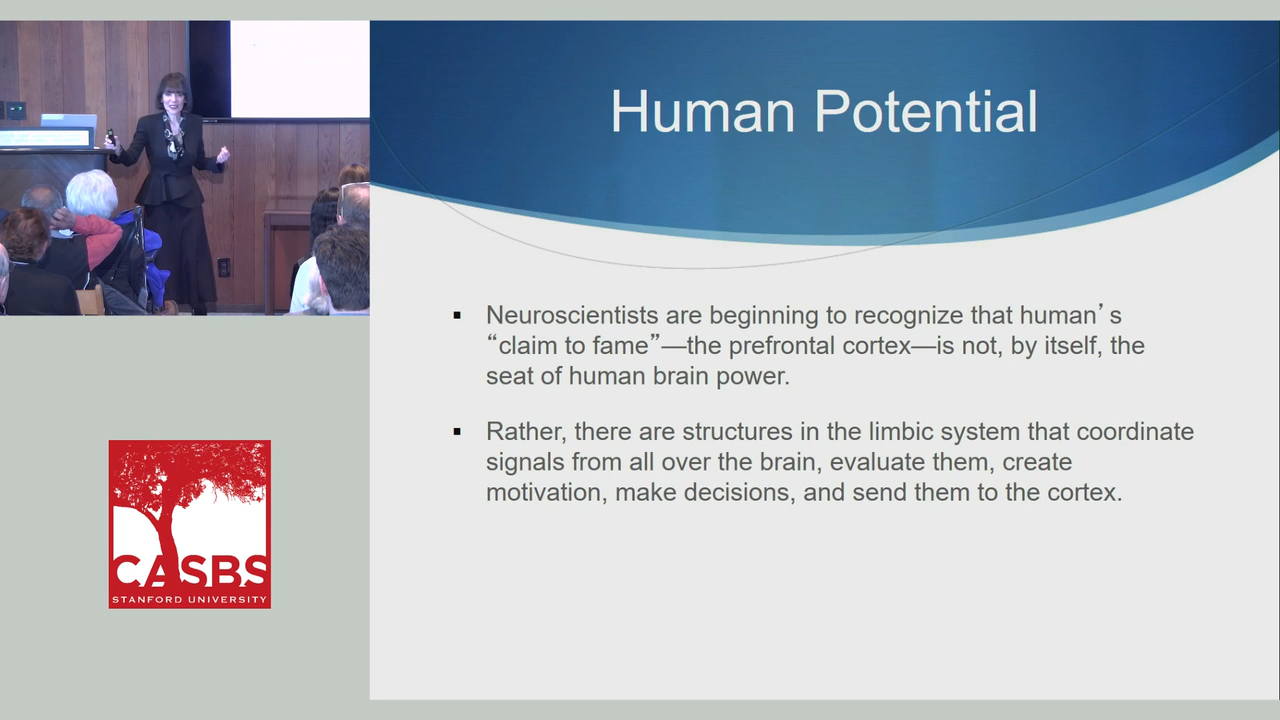 Human Potential
▪ Neuroscientists are beginning to recognize that human’s
“claim to fame”—the prefrontal cortex—is not, by itself, the
seat of human brain power.
▪ Rather, there are structures in the limbic system that coordinate
signals from all over the brain, evaluate them, create
motivation, make decisions, and send them to the cortex.
CASBS
STANFORD UNIVERSITY